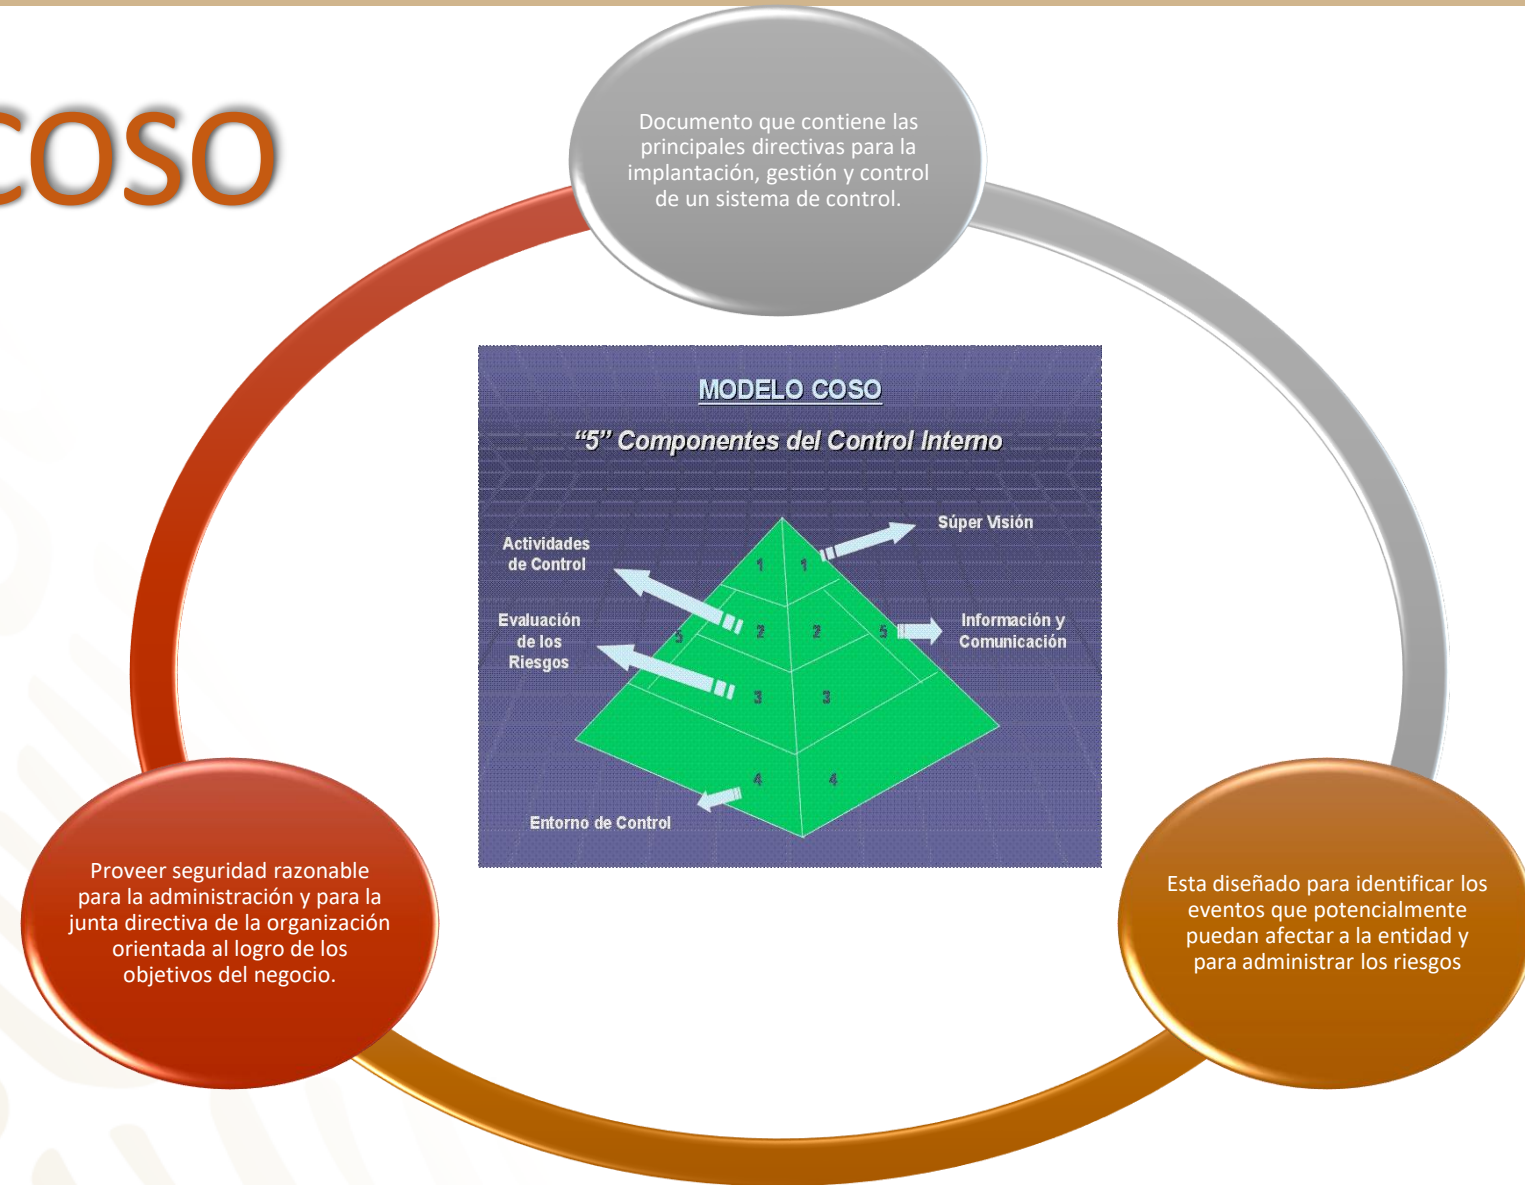 COSO
Documento que contiene las
principales directivas para la
implantación, gestión y control
de un sistema de control.
MODELO COSO
“5” Componentes del Control Interno
Súper Visión
Actividades
de Control
1 1
Evaluación
de los
Riesgos
Información y
Comunicación
5 2 2 5
3 3
4 4
Entorno de Control
Proveer seguridad razonable
para la administración y para la
junta directiva de la organización
orientada al logro de los
objetivos del negocio.
Esta diseñado para identificar los
eventos que potencialmente
puedan afectar a la entidad y
para administrar los riesgos